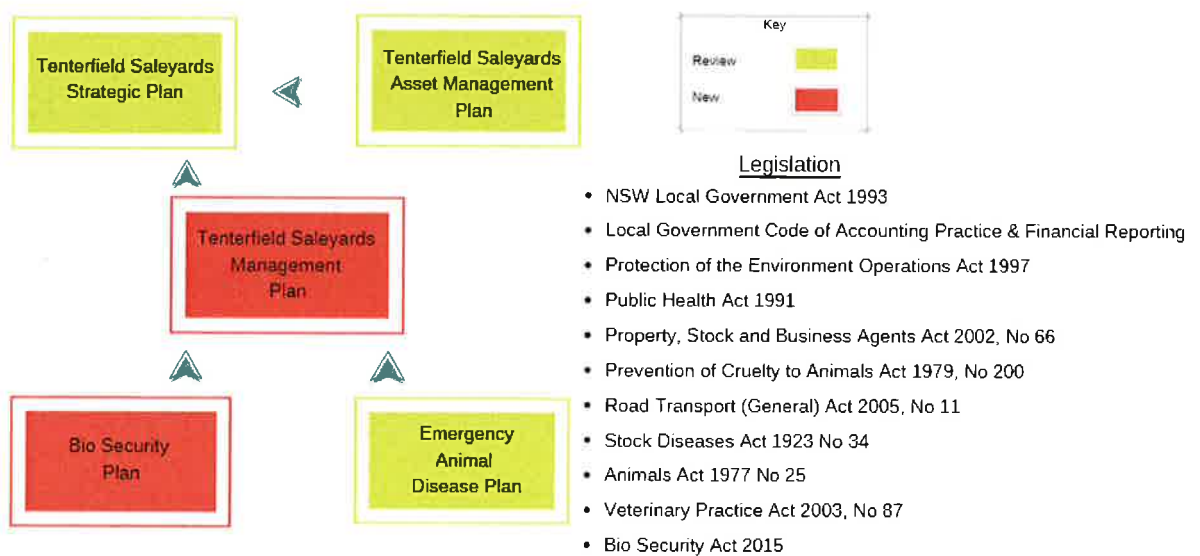 Tenterfield Saleyards
Strategic Plan
Tenterfield Saleyards
Asset Management
Plan
Key
Review
New
Tenterfield Saleyards
Management
Plan
Bio Security
Plan
Emergency
Animal
Disease Plan
Legislation
• NSW Local Government Act 1993
• Local Government Code of Accounting Practice & Financial Reporting
• Protection of the Environment Operations Act 1997
• Public Health Act 1991
• Property, Stock and Business Agents Act 2002, No 66
• Prevention of Cruelty to Animals Act 1979, No 200
• Road Transport (General) Act 2005, No 11
• Stock Diseases Act 1923 No 34
• Animals Act 1977 No 25
• Veterinary Practice Act 2003, No 87
• Bio Security Act 2015